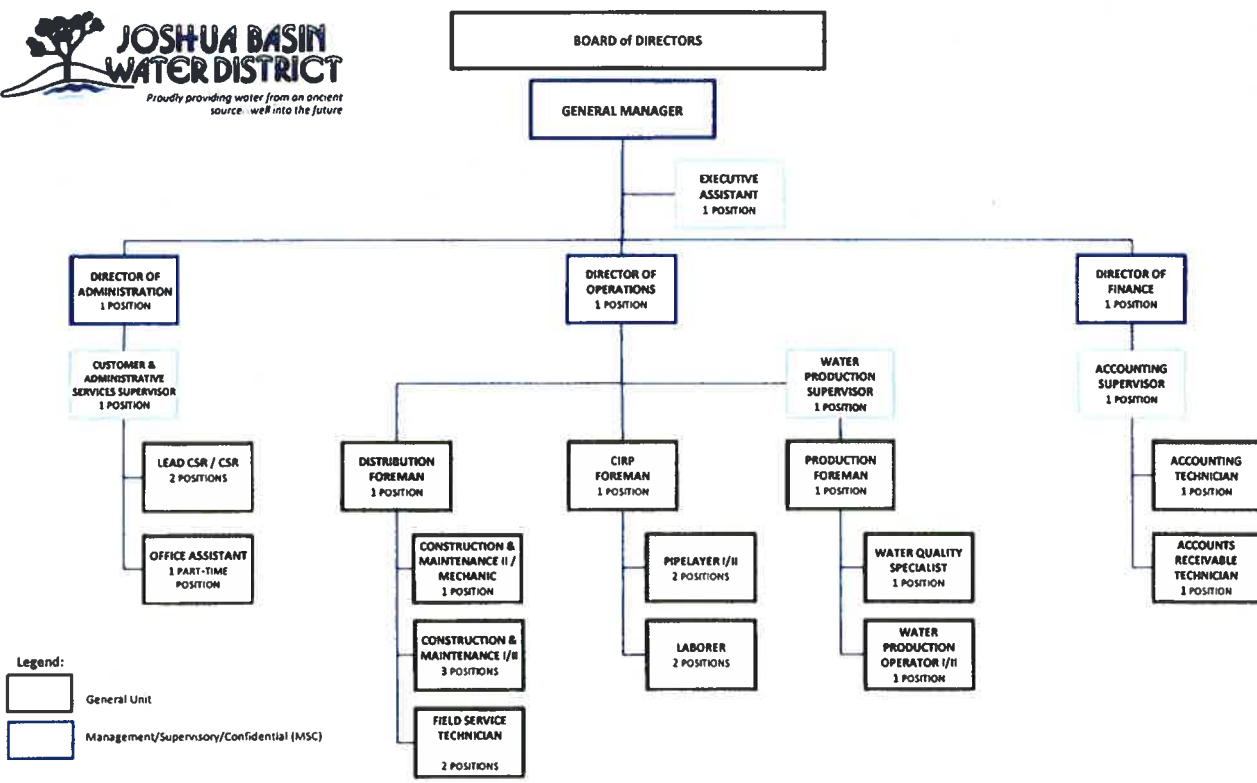 JOSHUA BASIN
WATER DISTRICT
Proudly providing water from an ancient
source...well into the future
BOARD of DIRECTORS
GENERAL MANAGER
EXECUTIVE
ASSISTANT
1 POSITION
DIRECTOR OF
ADMINISTRATION
1 POSITION
DIRECTOR OF
OPERATIONS
1 POSITION
DIRECTOR OF
FINANCE
1 POSITION
CUSTOMER &
ADMINISTRATIVE
SERVICES SUPERVISOR
1 POSITION
WATER
PRODUCTION
SUPERVISOR
1 POSITION
ACCOUNTING
SUPERVISOR
1 POSITION
LEAD CSR / CSR
2 POSITIONS
DISTRIBUTION
FOREMAN
1 POSITION
CIRP
FOREMAN
1 POSITION
PRODUCTION
FOREMAN
1 POSITION
ACCOUNTING
TECHNICIAN
1 POSITION
OFFICE ASSISTANT
1 PART-TIME
POSITION
CONSTRUCTION &
MAINTENANCE II /
MECHANIC
1 POSITION
PIPELAYER I/II
2 POSITIONS
WATER QUALITY
SPECIALIST
1 POSITION
ACCOUNTS
RECEIVABLE
TECHNICIAN
1 POSITION
CONSTRUCTION &
MAINTENANCE I/II
3 POSITIONS
LABORER
2 POSITIONS
WATER
PRODUCTION
OPERATOR I/II
1 POSITION
FIELD SERVICE
TECHNICIAN
2 POSITIONS
Legend:
General Unit
Management/Supervisory/Confidential (MSC)